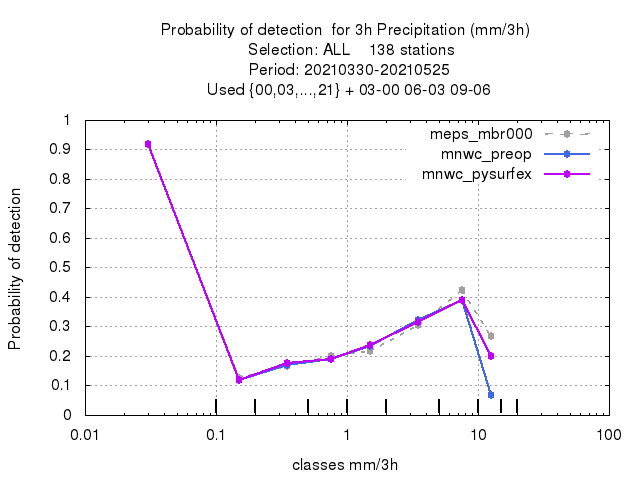 Probability of detection  for 3h Precipitation (mm/3h)
Selection: ALL    138 stations
Period: 20210330-20210525
Used {00,03,...,21} + 03-00 06-03 09-06
meps_mbr000
mnwc_preop
mnwc_pysurfex
Probability of detection
1
0.9
0.8
0.7
0.6
0.5
0.4
0.3
0.2
0.1
0
0.01 0.1 1 10 100
classes mm/3h